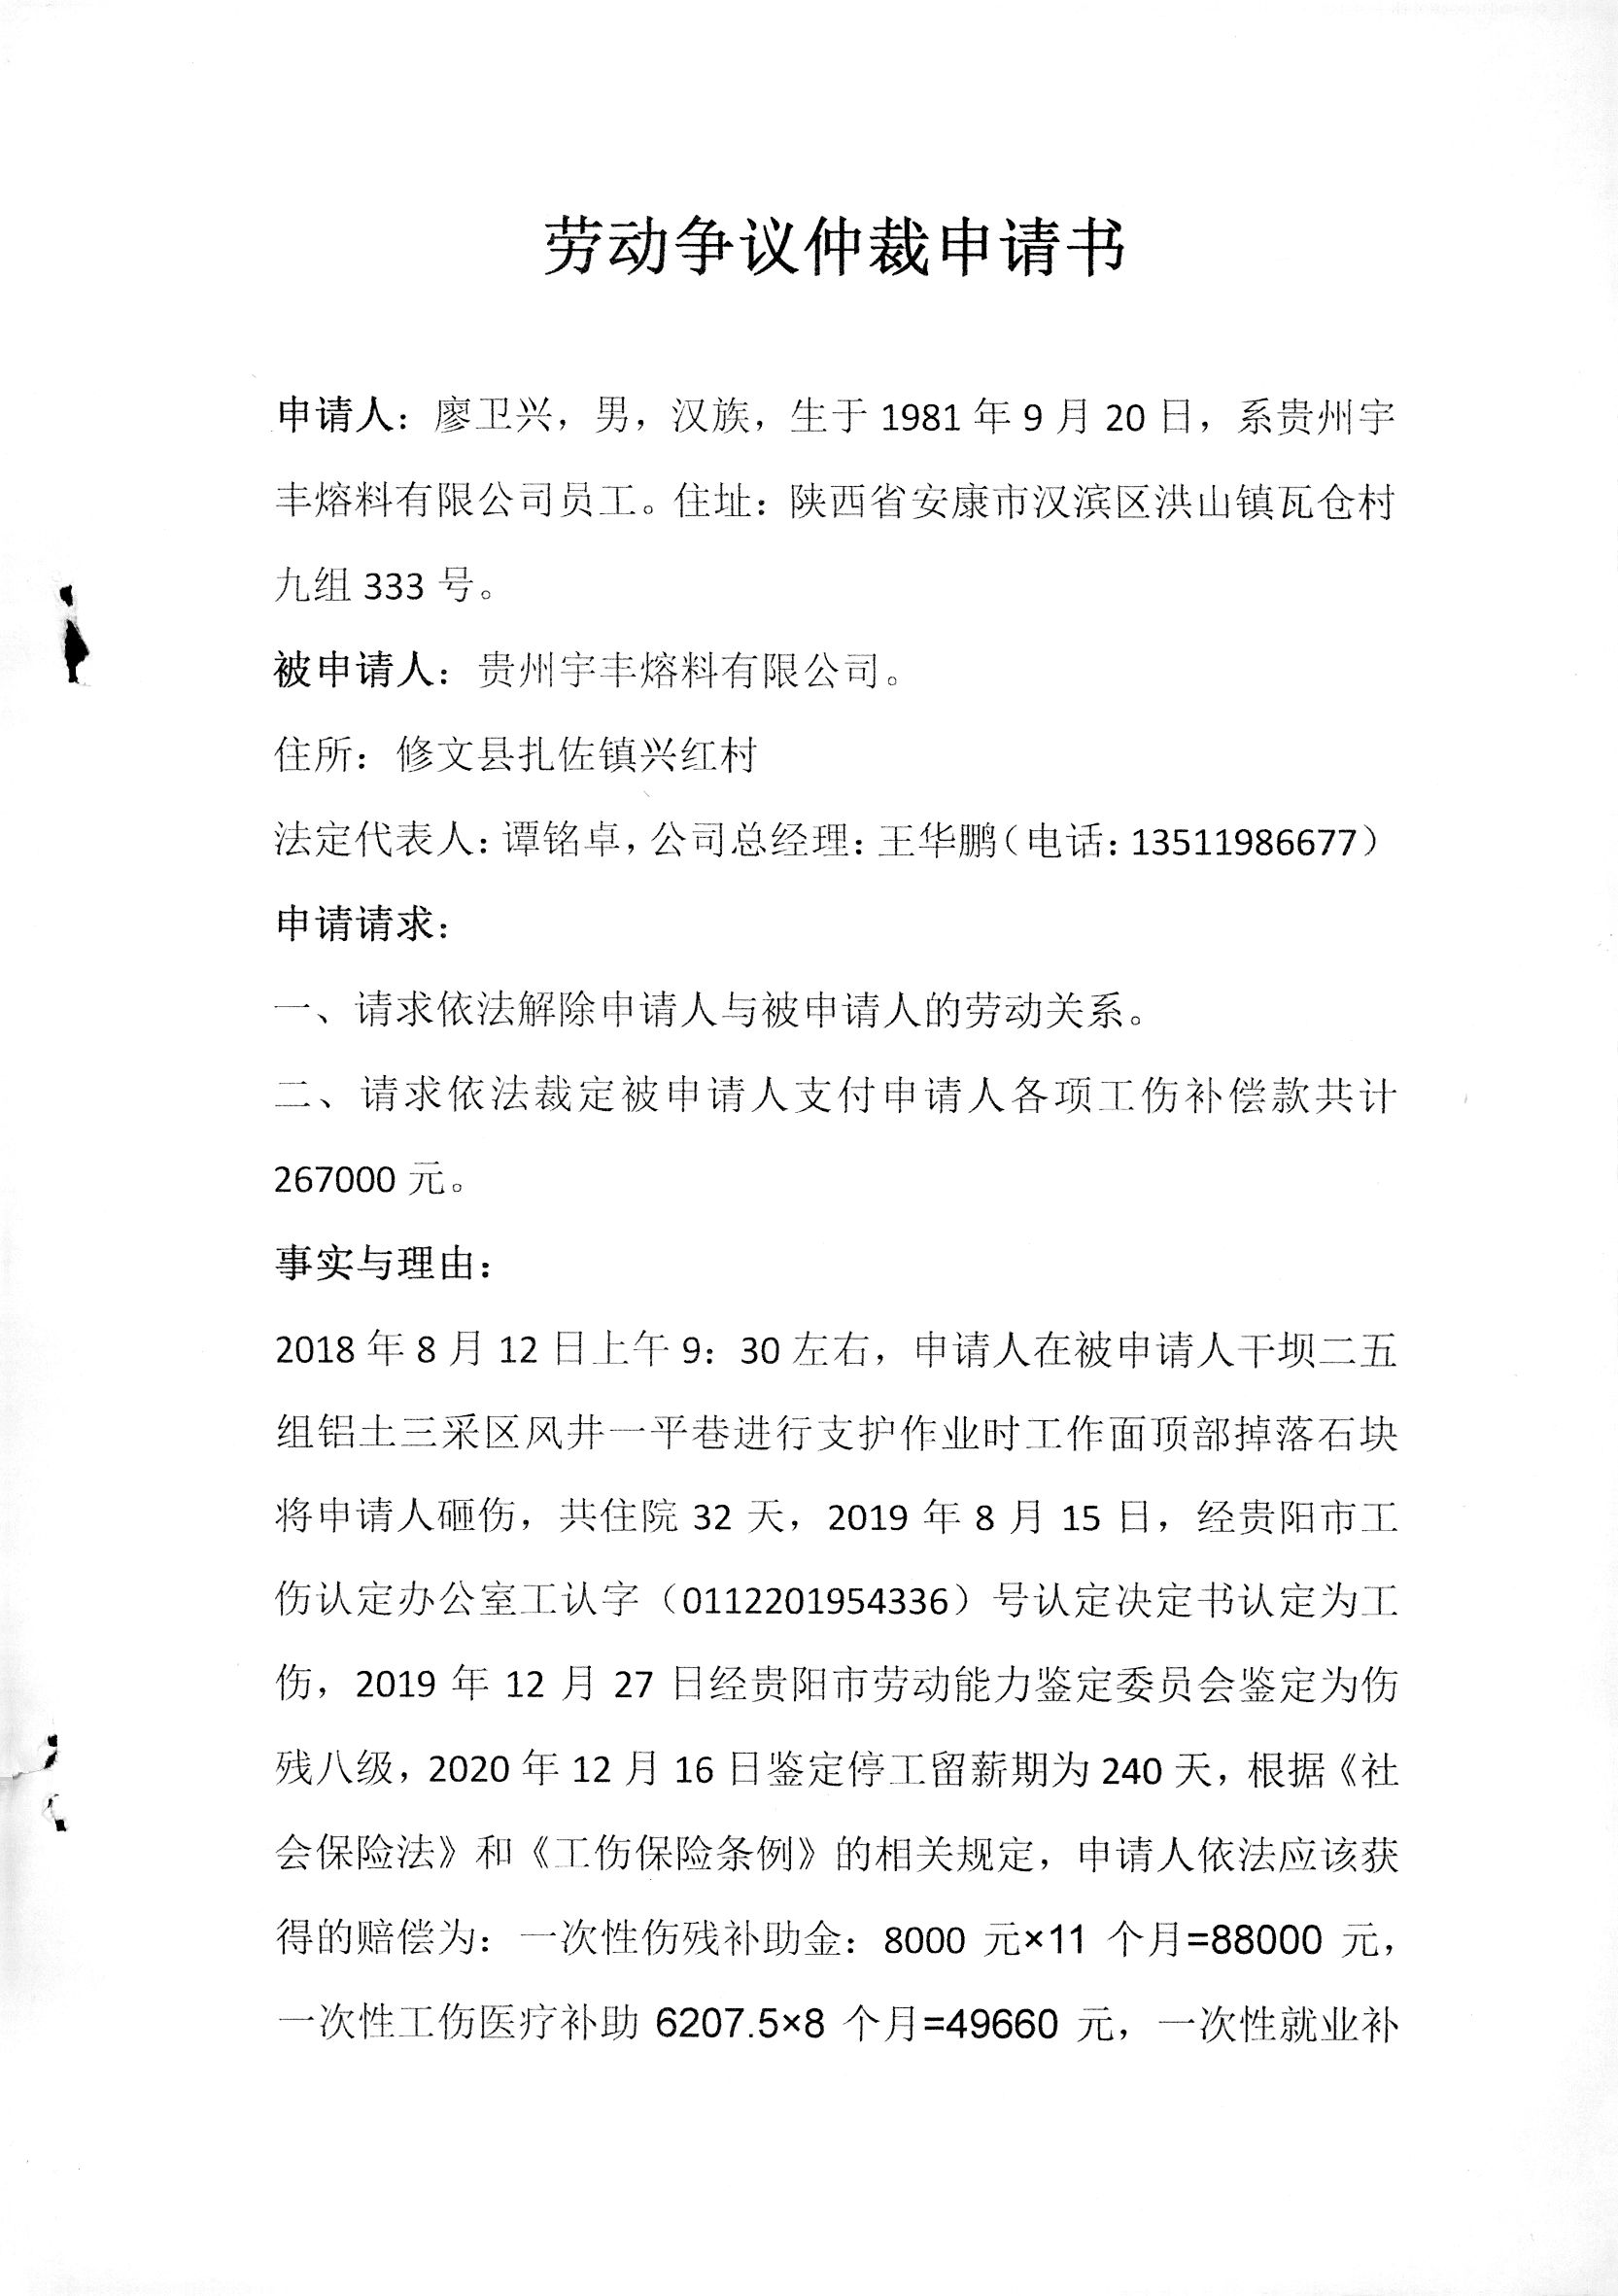 劳动争议仲裁申请书
申请人：廖卫兴，男，汉族，生于 1981 年 9 月 20 日，系贵州宇
丰熔料有限公司员工。住址：陕西省安康市汉滨区洪山镇瓦仓村
九组 333 号。
被申请人：贵州宇丰熔料有限公司。
住所：修文县扎佐镇兴红村
法定代表人：谭铭卓，公司总经理：王华鹏（电话：13511986677）
申请请求：
一、请求依法解除申请人与被申请人的劳动关系。
二、请求依法裁定被申请人支付申请人各项工伤补偿款共计
267000 元。
事实与理由：
2018 年 8 月 12 日上午 9：30 左右，申请人在被申请人干坝二五
组铝土三采区风井一平巷进行支护作业时工作面顶部掉落石块
将申请人砸伤，共住院 32 天，2019 年 8 月 15 日，经贵阳市工
伤认定办公室工认字（0112201954336）号认定决定书认定为工
伤，2019 年 12 月 27 日经贵阳市劳动能力鉴定委员会鉴定为伤
残八级，2020 年 12 月 16 日鉴定停工留薪期为 240 天，根据《社
会保险法》和《工伤保险条例》的相关规定，申请人依法应该获
得的赔偿为：一次性伤残补助金：8000 元×11 个月=88000 元，
一次性工伤医疗补助 6207.5×8 个月=49660 元，一次性就业补